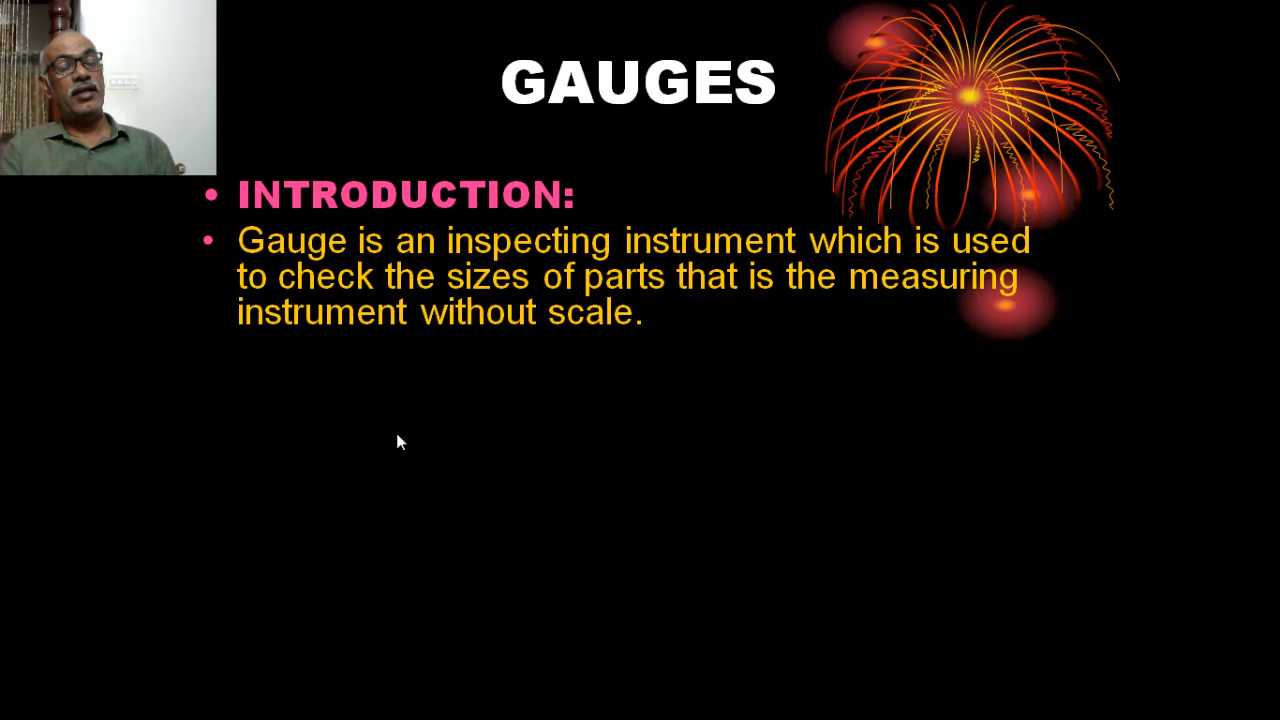 GAUGES
• INTRODUCTION:
• Gauge is an inspecting instrument which is used
to check the sizes of parts that is the measuring
instrument without scale.